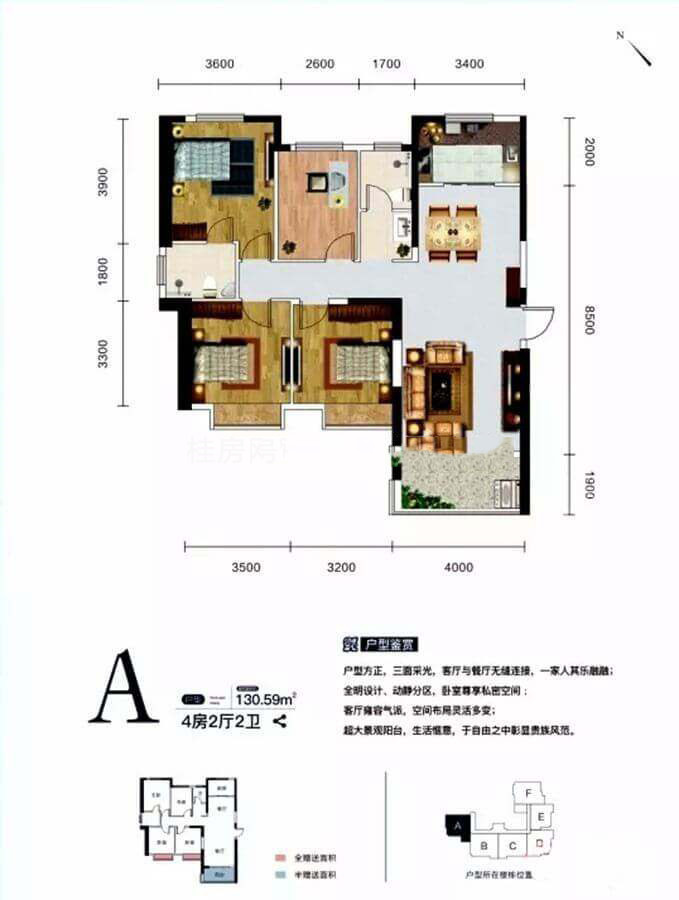 N
3600 2600 1700 3400
3900
1800
3300
2000
8500
1900
3500 3200 4000
桂房网
A
户型
130.59m²
4房2厅2卫
户型鉴赏
户型方正，三面采光，客厅与餐厅无缝连接，一家人其乐融融；
全明设计、动静分区，卧室尊享私密空间；
客厅雍容气派，空间布局灵活多变；
超大景观阳台，生活惬意，于自由之中彰显贵族风范。
全赠送面积
半赠送面积
A
B
C
E
F
户型所在楼栋位置